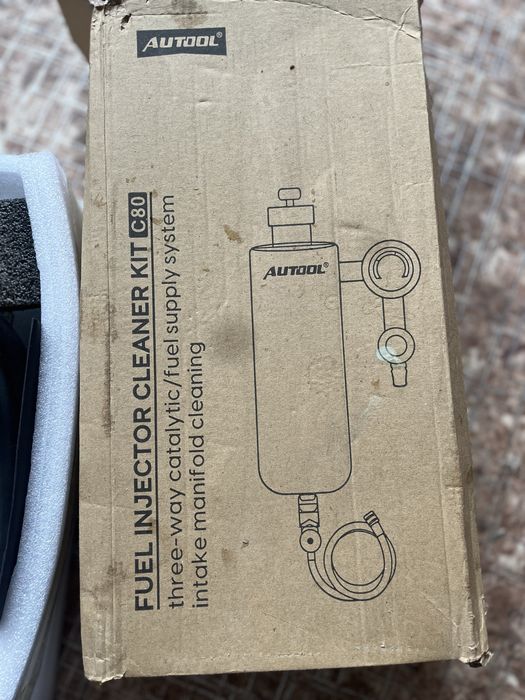 AUTOOL®
FUEL INJECTOR CLEANER KIT C80
three-way catalytic/fuel supply system
intake manifold cleaning
AUTOOL®